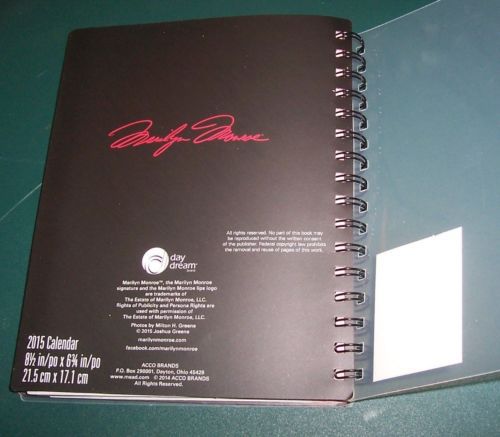 Marilyn Monroe
All rights reserved. No part of this book may
be reproduced without the written consent
of the publisher. Federal copyright law prohibits
the removal and reuse of pages of this work.
day
dream
Marilyn Monroe™, the Marilyn Monroe
signature and the Marilyn Monroe lips logo
are trademarks of
The Estate of Marilyn Monroe, LLC.
Rights of Publicity and Persona Rights are
used with permission of
The Estate of Marilyn Monroe, LLC.
Photos by Milton H. Greene
© 2015 Joshua Greene
marilynmonroe.com
facebook.com/marilynmonroe
2015 Calendar
8½ in/po x 6¾ in/po
21.5 cm x 17.1 cm
ACCO BRANDS
P.O. Box 290001, Dayton, Ohio 45429
www.mead.com © 2014 ACCO BRANDS
All Rights Reserved.